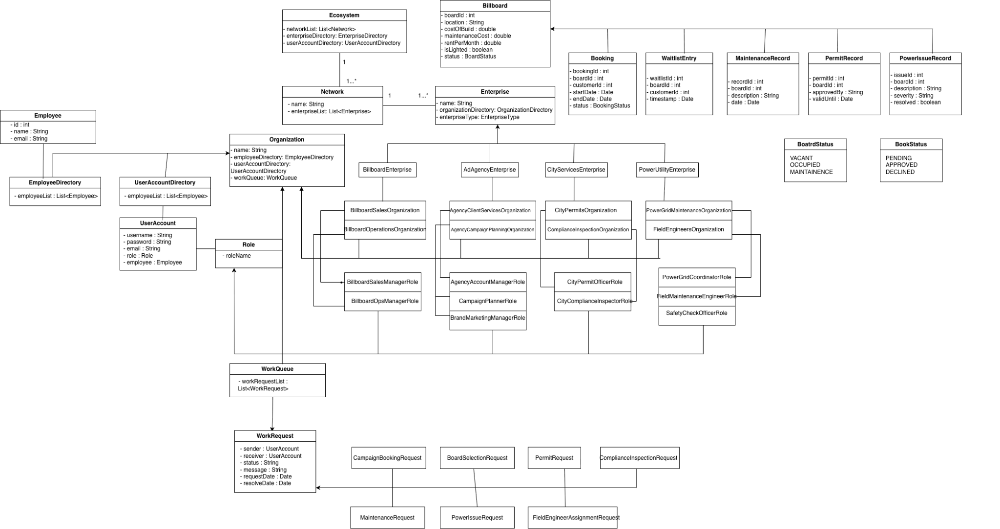 Ecosystem
- networkList: List<Network>
- enterpriseDirectory: EnterpriseDirectory
- userAccountDirectory: UserAccountDirectory
1
1...*
Billboard
- boardId : int
- location : String
- costOfBuild : double
- maintenanceCost : double
- rentPerMonth : double
- isLighted : boolean
- status : BoardStatus
Booking
- bookingId : int
- boardId : int
- customerId : int
- startDate : Date
- endDate : Date
- status : BookingStatus
WaitlistEntry
- waitlistId : int
- boardId : int
- customerId : int
- timestamp : Date
MaintenanceRecord
- recordId : int
- boardId : int
- description : String
- date : Date
PermitRecord
- permitId : int
- boardId : int
- approvedBy : String
- validUntil : Date
PowerIssueRecord
- issueId : int
- boardId : int
- description : String
- severity : String
- resolved : boolean
Network
- name: String
- enterpriseList: List<Enterprise>
1
1...*
Enterprise
- name: String
- organizationDirectory: OrganizationDirectory
- enterpriseType: EnterpriseType
Employee
- id : int
- name : String
- email : String
Organization
- name: String
- employeeDirectory: EmployeeDirectory
- userAccountDirectory:
UserAccountDirectory
- workQueue: WorkQueue
BoatrdStatus
VACANT
OCCUPIED
MAINTAINENCE
BookStatus
PENDING
APPROVED
DECLINED
BillboardEnterprise
AdAgencyEnterprise
CityServicesEnterprise
PowerUtilityEnterprise
EmployeeDirectory
- employeeList : List<Employee>
UserAccountDirectory
- employeeList : List<Employee>
BillboardSalesOrganization
BillboardOperationsOrganization
AgencyClientServicesOrganization
AgencyCampaignPlanningOrganization
CityPermitsOrganization
ComplianceInspectionOrganization
PowerGridMaintenanceOrganization
FieldEngineersOrganization
UserAccount
- username : String
- password : String
- email : String
- role : Role
- employee : Employee
Role
- roleName
BillboardSalesManagerRole
BillboardOpsManagerRole
AgencyAccountManagerRole
CampaignPlannerRole
BrandMarketingManagerRole
CityPermitOfficerRole
CityComplianceInspectorRole
PowerGridCoordinatorRole
FieldMaintenanceEngineerRole
SafetyCheckOfficerRole
WorkQueue
- workRequestList :
List<WorkRequest>
WorkRequest
- sender : UserAccount
- receiver : UserAccount
- status : String
- message : String
- requestDate : Date
- resolveDate : Date
CampaignBookingRequest
BoardSelectionRequest
PermitRequest
ComplianceInspectionRequest
MaintenanceRequest
PowerIssueRequest
FieldEngineerAssignmentRequest